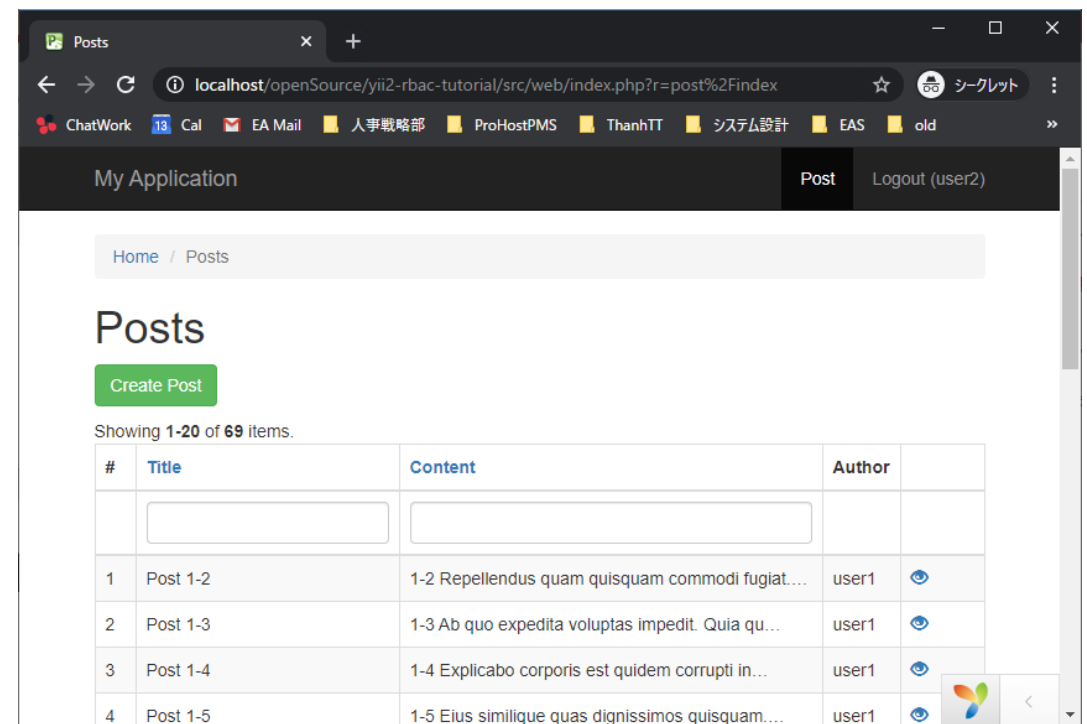 Posts
localhost/openSource/yii2-rbac-tutorial/src/web/index.php?r=post%2Findex シークレット
ChatWork 13 Cal EA Mail 人事戦略部 ProHostPMS ThanhTT システム設計 EAS old »
My Application Post Logout (user2)
Home / Posts
Posts
Create Post
Showing 1-20 of 69 items.
# Title Content Author
1 Post 1-2 1-2 Repellendus quam quisquam commodi fugiat.… user1
2 Post 1-3 1-3 Ab quo expedita voluptas impedit. Quia qu… user1
3 Post 1-4 1-4 Explicabo corporis est quidem corrupti in… user1
4 Post 1-5 1-5 Eius similique quas dignissimos quisquam.… user1